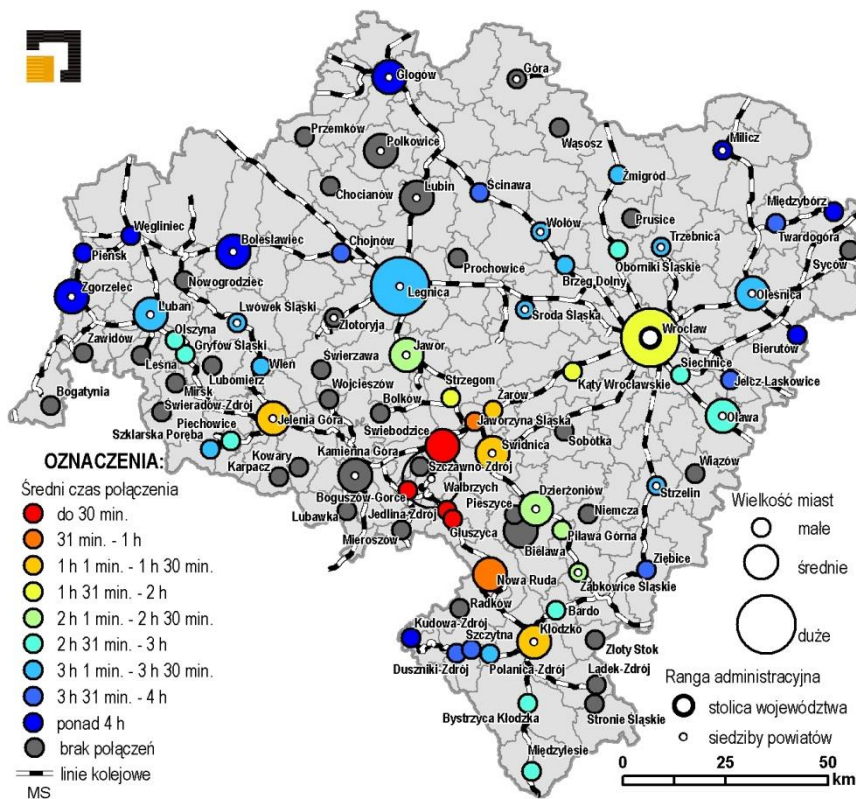 Głogów
Góra
Przemków
Polkowice
Wąsosz
Milicz
Chocianów
Lubin
Ścinawa
Żmigród
Międzybórz
Węgliniec
Bolesławiec
Chojnów
Wołów
Prusice
Trzebnica
Twardogóra
Pieńsk
Prochowice
Oborniki Śląskie
Syców
Zgorzelec
Nowogrodziec
Legnica
Brzeg Dolny
Oleśnica
Lubań
Lwówek Śląski
Złotoryja
Środa Śląska
Wrocław
Zawidów
Olszyna
Gryfów Śląski
Jawor
Siechnice
Bierutów
Leśna
Lubomierz
Wleń
Świerzawa
Strzegom
Żarów
Kąty Wrocławskie
Jelcz-Laskowice
Bogatynia
Mirsk
Wojcieszów
Bolków
Jaworzyna Śląska
Oława
Świeradów-Zdrój
Piechowice
Jelenia Góra
Swiebodzice
Świdnica
Sobótka
Szklarska Poręba
Kowary
Kamienna Góra
Szczawno-Zdrój
Wiązów
Karpacz
Boguszów-Gorce
Wałbrzych
Dzierżoniów
Strzelin
Lubawka
Jedlina-Zdrój
Pieszyce
Niemcza
Mieroszów
Głuszyca
Bielawa
Piława Górna
Ziębice
Nowa Ruda
Ząbkowice Śląskie
Radków
Bardo
Kudowa-Zdrój
Szczytna
Kłodzko
Złoty Stok
Duszniki-Zdrój
Polanica-Zdrój
Lądek-Zdrój
Bystrzyca Kłodzka
Stronie Śląskie
Międzylesie
OZNACZENIA:
Średni czas połączenia
do 30 min.
31 min. - 1 h
1 h 1 min. - 1 h 30 min.
1 h 31 min. - 2 h
2 h 1 min. - 2 h 30 min.
2 h 31 min. - 3 h
3 h 1 min. - 3 h 30 min.
3 h 31 min. - 4 h
ponad 4 h
brak połączeń
linie kolejowe
MS
Wielkość miast
małe
średnie
duże
Ranga administracyjna
stolica województwa
siedziby powiatów
0 25 50
km